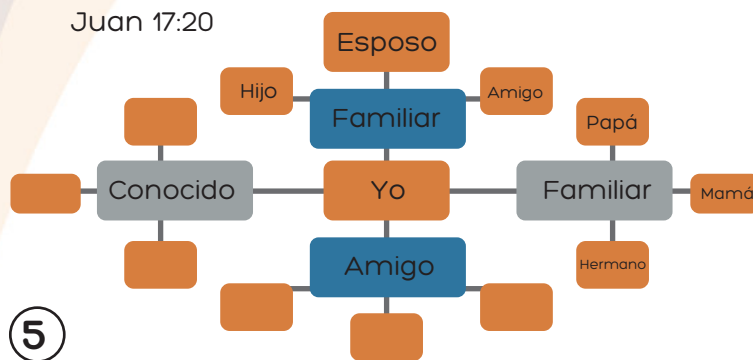 Juan 17:20
Esposo
Hijo
Amigo
Familiar
Papá
Conocido
Yo
Familiar
Mamá
Amigo
Hermano
5